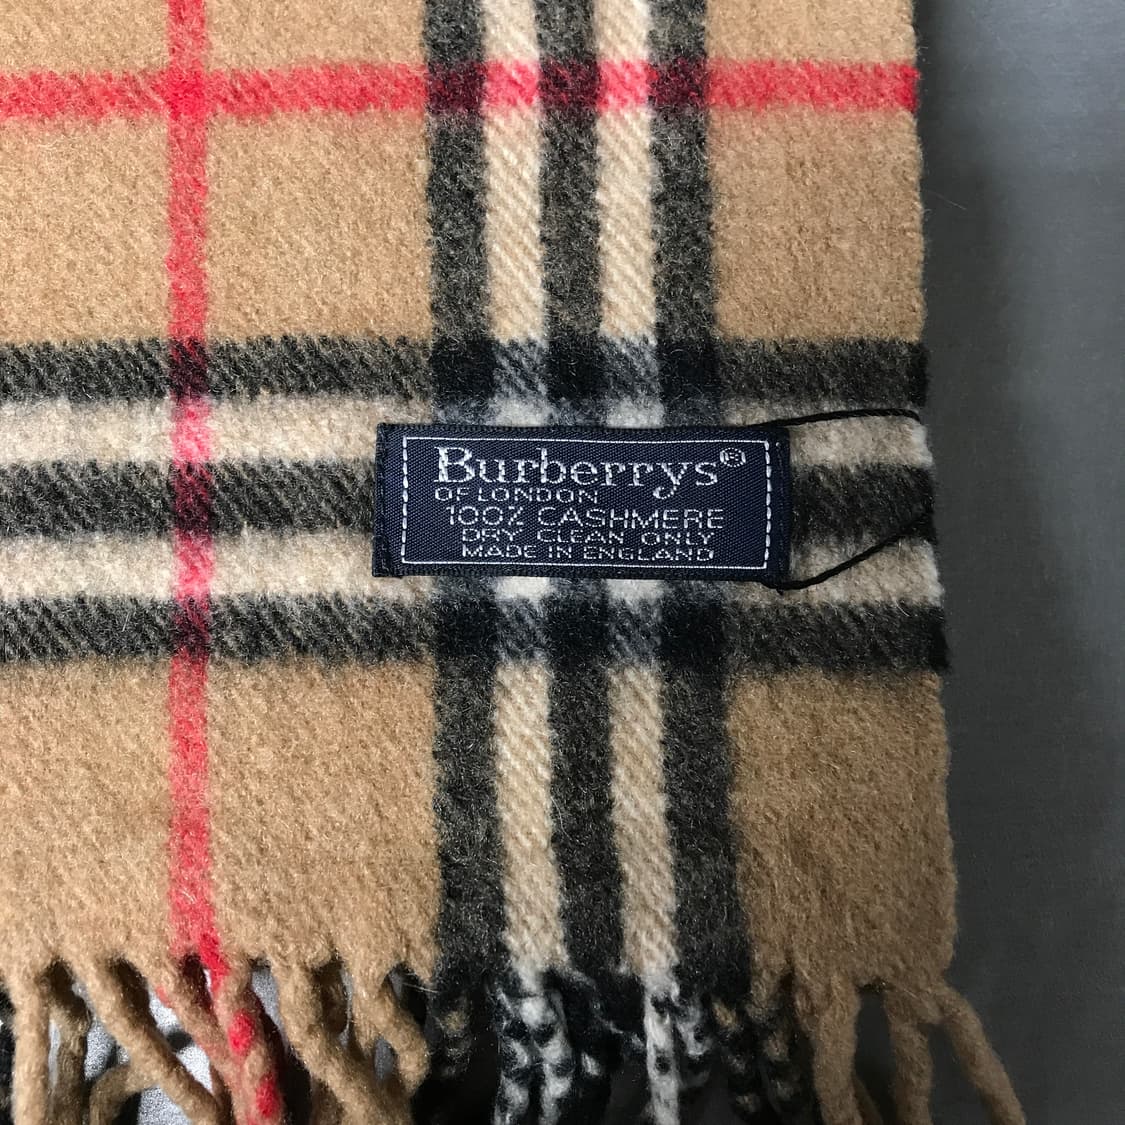 Burberrys®
OF LONDON
100% CASHMERE
DRY CLEAN ONLY
MADE IN ENGLAND